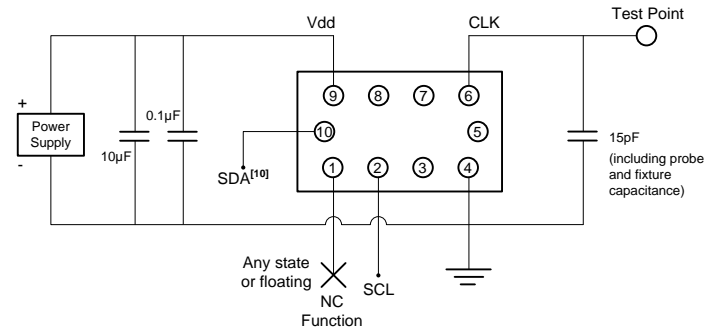 Test Point
Vdd
CLK
+
Power
Supply
-
10µF
0.1µF
9
8
7
6
10
5
1
2
3
4
SDA[10]
15pF
(including probe
and fixture
capacitance)
Any state
or floating
NC
Function
SCL